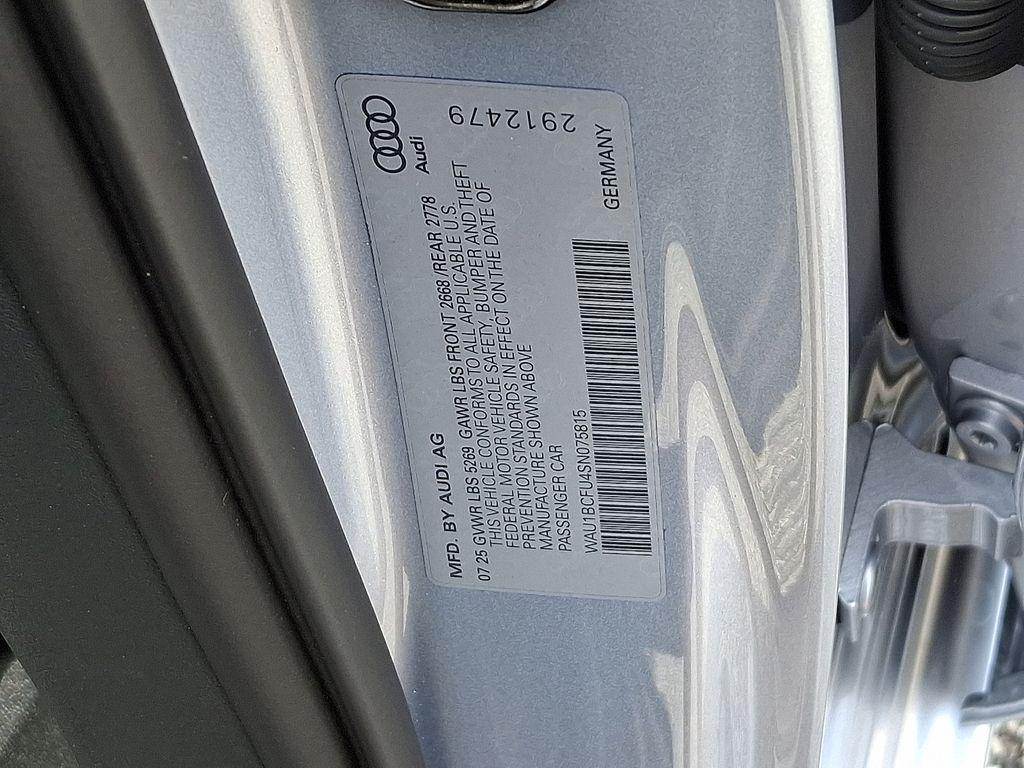 Audi
2912479
MFD. BY AUDI AG
07 25 GVWR LBS 5269 GAWR LBS FRONT 2668 /REAR 2778
THIS VEHICLE CONFORMS TO ALL APPLICABLE U.S.
FEDERAL MOTOR VEHICLE SAFETY, BUMPER AND THEFT
PREVENTION STANDARDS IN EFFECT ON THE DATE OF
MANUFACTURE SHOWN ABOVE
PASSENGER CAR
WAU1BCFU4SN075815
GERMANY